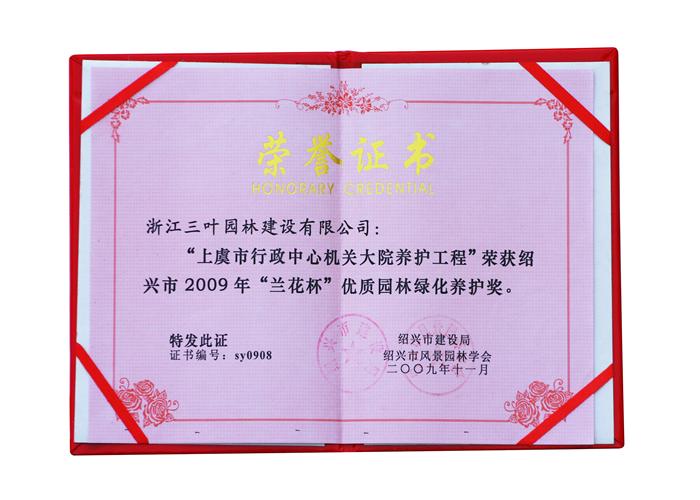 荣誉证书
HONORARY CREDENTIAL
浙江三叶园林建设有限公司：
“上虞市行政中心机关大院养护工程”荣获绍
兴市2009年“兰花杯”优质园林绿化养护奖。
特发此证
证书编号：sy0908
绍兴市建设局
绍兴市风景园林学会
二〇〇九年十一月